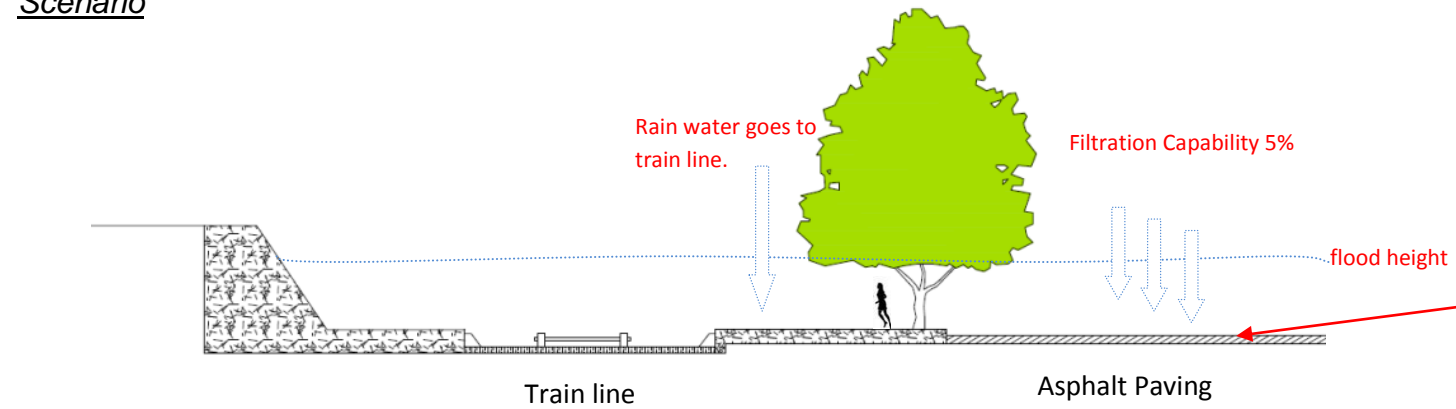 Scenario
Rain water goes to
train line.
Filtration Capability 5%
flood height
Train line
Asphalt Paving